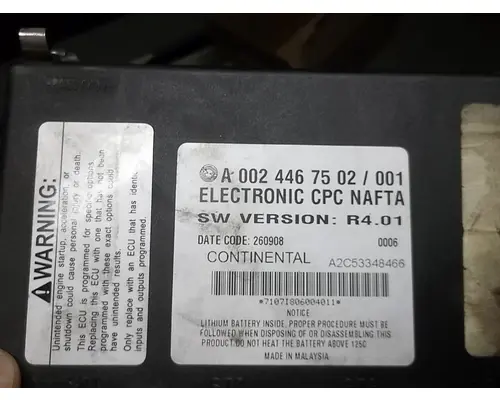 WARNING:
Unintended engine startup, acceleration, or
shutdown could cause personal injury or death.
This ECU is programmed for specific options.
Replacing this ECU with one that has not been
programmed with these exact options could
have unintended results.
Only replace with an ECU that has identical
inputs and outputs programmed.
A 002 446 75 02 / 001
ELECTRONIC CPC NAFTA
SW VERSION: R4.01
DATE CODE: 260908 0006
CONTINENTAL A2C53348466
*71071806004011*
NOTICE
LITHIUM BATTERY INSIDE. PROPER PROCEDURE MUST BE
FOLLOWED WHEN DISPOSING OF OR DISASSEMBLING THIS
PRODUCT. DO NOT HEAT THE BATTERY ABOVE 125C
MADE IN MALAYSIA